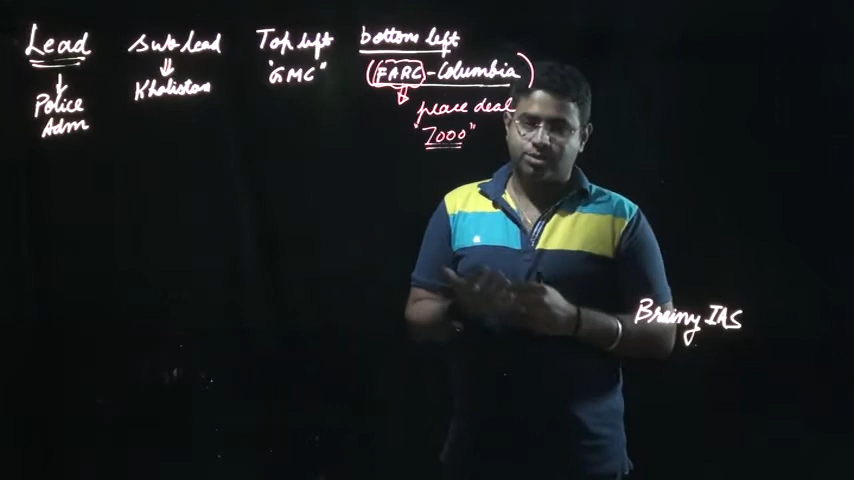 Lead
↓
Police
Adm
Sub lead
⇓
Khalistan
Top left
"GMC"
bottom left
(FARC-Columbia)
⇓
peace deal
"2000"
Brainy IAS